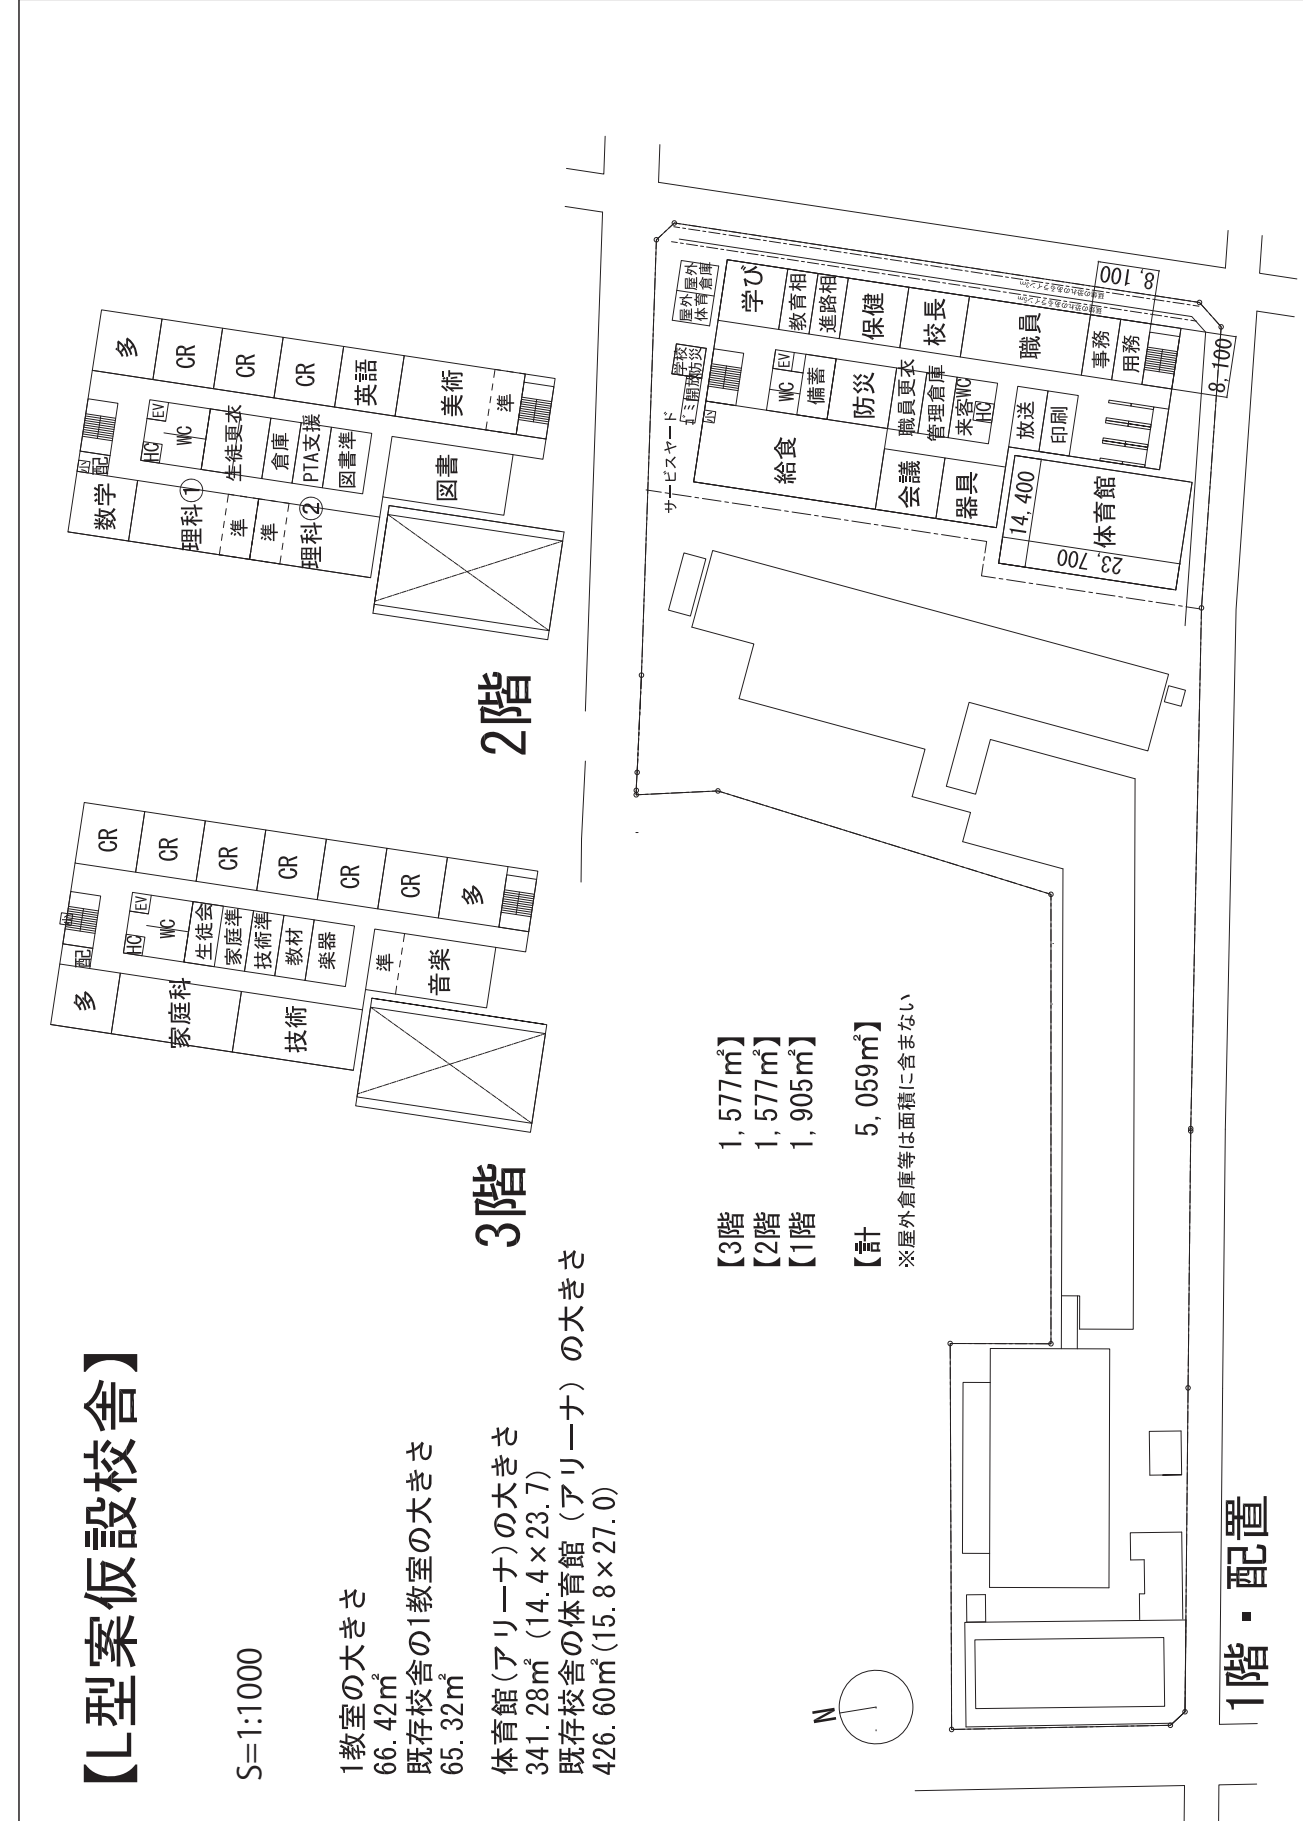 【L型案仮設校舎】
S=1:1000
1教室の大きさ
66.42㎡
既存校舎の1教室の大きさ
65.32㎡
体育館(アリーナ)の大きさ
341.28㎡ (14.4×23.7)
既存校舎の体育館 (アリーナ) の大きさ
426.60㎡(15.8×27.0)
3階
多
配
HC
EV
WC
CR
家庭科
生徒会
家庭準
技術準
教材
楽器
CR
CR
CR
CR
CR
多
技術
準
音楽
2階
数学
配
HC
EV
WC
多
CR
CR
CR
理科①
準
準
理科②
生徒更衣
倉庫
PTA支援
図書準
英語
美術
準
図書
【3階 1,577㎡】
【2階 1,577㎡】
【1階 1,905㎡】
【計 5,059㎡】
※屋外倉庫等は面積に含まない
N
1階・配置
サービスヤード
ゴミ
開放
学校
防災
屋外
体育
屋外
倉庫
給食
WC
EV
備蓄
防災
学び
教育相
進路相
保健
校長
職員
事務
用務
会議
器具
職員更衣
管理倉庫
来客WC
HC
放送
印刷
体育館
14,400
23,700
8,100
8,100